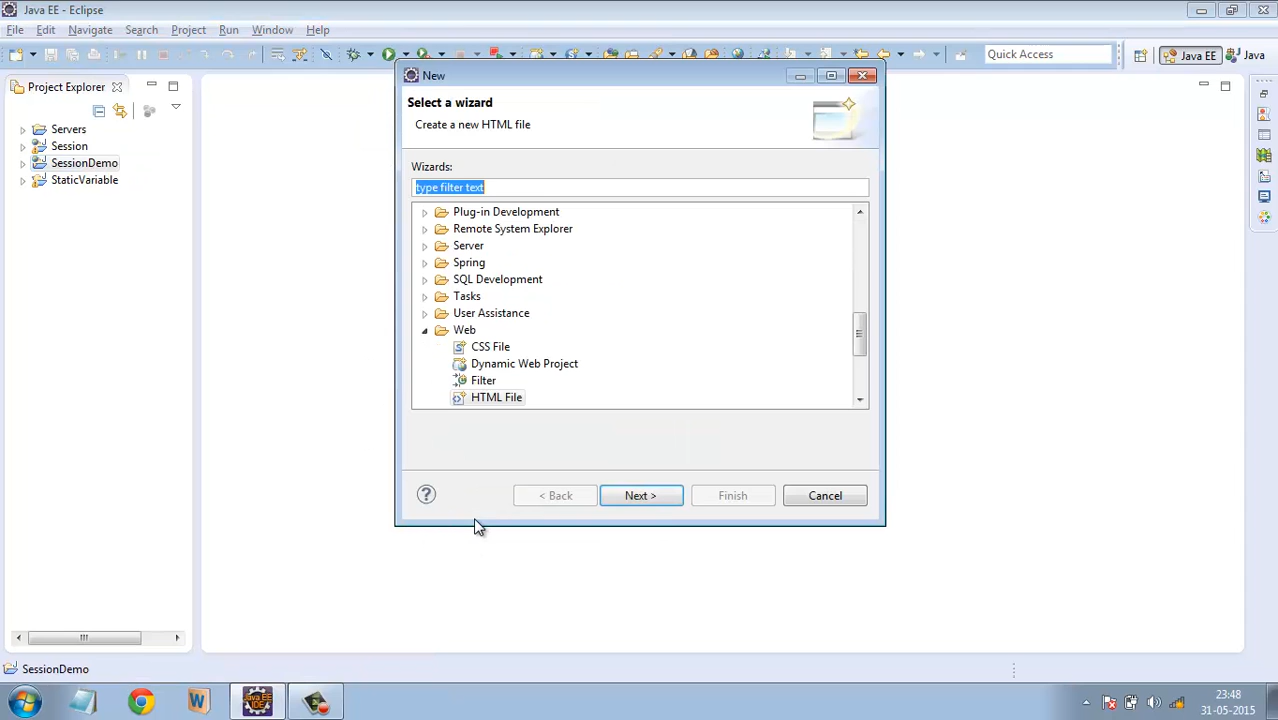 Java EE - Eclipse
File Edit Navigate Search Project Run Window Help
Quick Access
Java EE
Java
Project Explorer
Servers
Session
SessionDemo
StaticVariable
New
Select a wizard
Create a new HTML file
Wizards:
type filter text
Plug-in Development
Remote System Explorer
Server
Spring
SQL Development
Tasks
User Assistance
Web
CSS File
Dynamic Web Project
Filter
HTML File
?
< Back
Next >
Finish
Cancel
SessionDemo
Java EE
IDE
23:48
31-05-2015